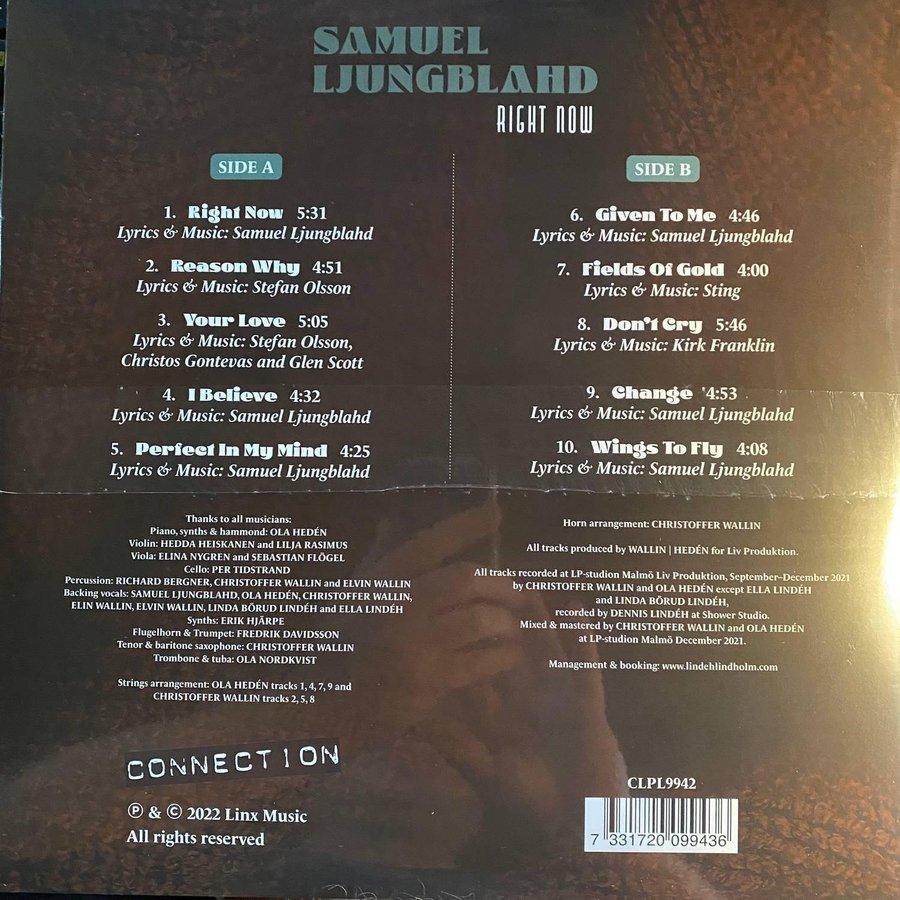 SAMUEL
LJUNGBLAHD
RIGHT NOW
SIDE A
1. Right Now 5:31
Lyrics & Music: Samuel Ljungblahd
2. Reason Why 4:51
Lyrics & Music: Stefan Olsson
3. Your Love 5:05
Lyrics & Music: Stefan Olsson,
Christos Gontevas and Glen Scott
4. I Believe 4:32
Lyrics & Music: Samuel Ljungblahd
5. Perfect In My Mind 4:25
Lyrics & Music: Samuel Ljungblahd
SIDE B
6. Given To Me 4:46
Lyrics & Music: Samuel Ljungblahd
7. Fields Of Gold 4:00
Lyrics & Music: Sting
8. Don't Cry 5:46
Lyrics & Music: Kirk Franklin
9. Change 4:53
Lyrics & Music: Samuel Ljungblahd
10. Wings To Fly 4:08
Lyrics & Music: Samuel Ljungblahd
Thanks to all musicians:
Piano, synths & hammond: OLA HEDÉN
Violin: HEDDA HEISKANEN and LILJA RASIMUS
Viola: ELINA NYGREN and SEBASTIAN FLÖGEL
Cello: PER TIDSTRAND
Percussion: RICHARD BERGNER, CHRISTOFFER WALLIN and ELVIN WALLIN
Backing vocals: SAMUEL LJUNGBLAHD, OLA HEDÉN, CHRISTOFFER WALLIN,
ELIN WALLIN, ELVIN WALLIN, LINDA BÖRUD LINDÉH and ELLA LINDÉH
Synths: ERIK HJÄRPE
Flugelhorn & Trumpet: FREDRIK DAVIDSSON
Tenor & baritone saxophone: CHRISTOFFER WALLIN
Trombone & tuba: OLA NORDKVIST
Strings arrangement: OLA HEDÉN tracks 1, 4, 7, 9 and
CHRISTOFFER WALLIN tracks 2, 5, 8
Horn arrangement: CHRISTOFFER WALLIN
All tracks produced by WALLIN | HEDÉN for Liv Produktion.
All tracks recorded at LP-studion Malmö Liv Produktion, September–December 2021
by CHRISTOFFER WALLIN and OLA HEDÉN except ELLA LINDÉH
and LINDA BÖRUD LINDÉH,
recorded by DENNIS LINDÉH at Shower Studio.
Mixed & mastered by CHRISTOFFER WALLIN and OLA HEDÉN
at LP-studion Malmö December 2021.
Management & booking: www.lindehlindholm.com
CONNECTION
℗ & © 2022 Linx Music
All rights reserved
CLPL9942
7 331720 099436